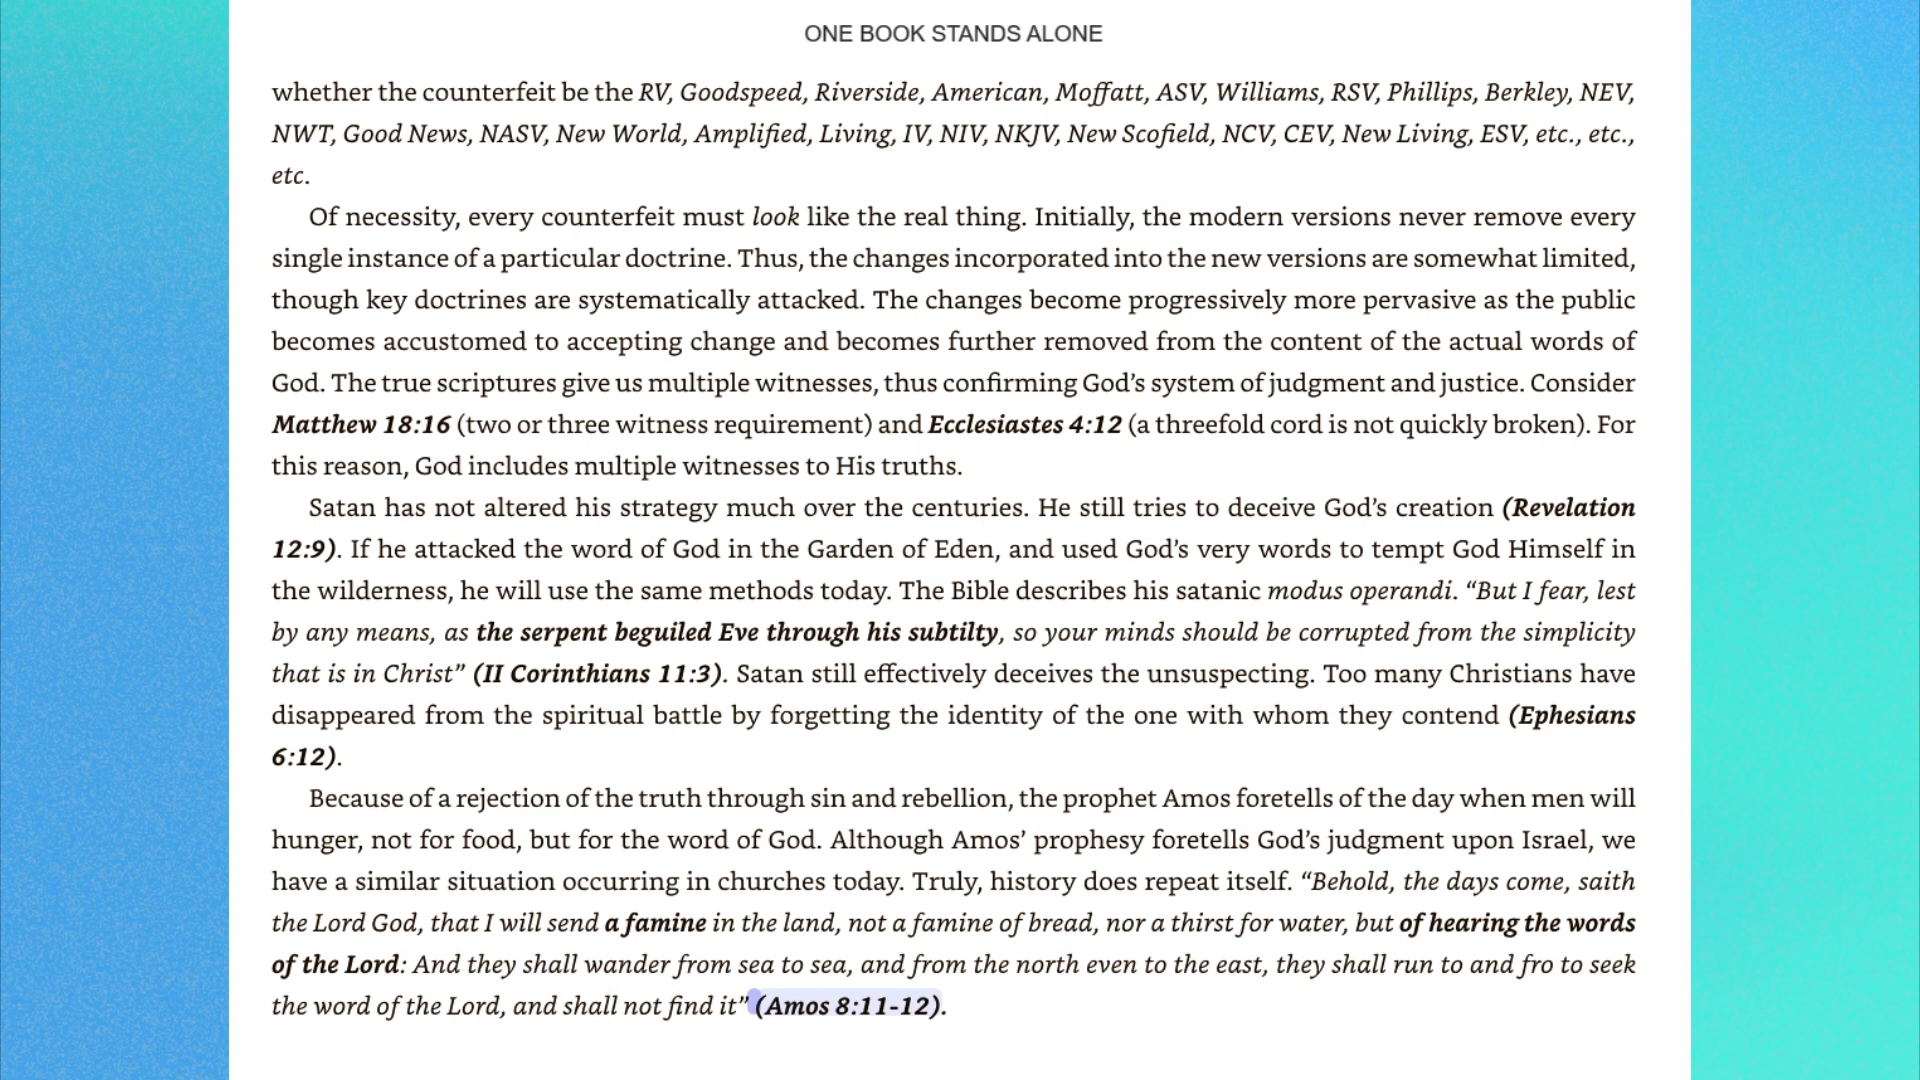 ONE BOOK STANDS ALONE
whether the counterfeit be the RV, Goodspeed, Riverside, American, Moffatt, ASV, Williams, RSV, Phillips, Berkley, NEV,
NWT, Good News, NASV, New World, Amplified, Living, IV, NIV, NKJV, New Scofield, NCV, CEV, New Living, ESV, etc., etc.,
etc.
Of necessity, every counterfeit must look like the real thing. Initially, the modern versions never remove every
single instance of a particular doctrine. Thus, the changes incorporated into the new versions are somewhat limited,
though key doctrines are systematically attacked. The changes become progressively more pervasive as the public
becomes accustomed to accepting change and becomes further removed from the content of the actual words of
God. The true scriptures give us multiple witnesses, thus confirming God’s system of judgment and justice. Consider
Matthew 18:16 (two or three witness requirement) and Ecclesiastes 4:12 (a threefold cord is not quickly broken). For
this reason, God includes multiple witnesses to His truths.
Satan has not altered his strategy much over the centuries. He still tries to deceive God’s creation (Revelation
12:9). If he attacked the word of God in the Garden of Eden, and used God’s very words to tempt God Himself in
the wilderness, he will use the same methods today. The Bible describes his satanic modus operandi. “But I fear, lest
by any means, as the serpent beguiled Eve through his subtilty, so your minds should be corrupted from the simplicity
that is in Christ” (II Corinthians 11:3). Satan still effectively deceives the unsuspecting. Too many Christians have
disappeared from the spiritual battle by forgetting the identity of the one with whom they contend (Ephesians
6:12).
Because of a rejection of the truth through sin and rebellion, the prophet Amos foretells of the day when men will
hunger, not for food, but for the word of God. Although Amos’ prophesy foretells God’s judgment upon Israel, we
have a similar situation occurring in churches today. Truly, history does repeat itself. “Behold, the days come, saith
the Lord God, that I will send a famine in the land, not a famine of bread, nor a thirst for water, but of hearing the words
of the Lord: And they shall wander from sea to sea, and from the north even to the east, they shall run to and fro to seek
the word of the Lord, and shall not find it” (Amos 8:11-12).